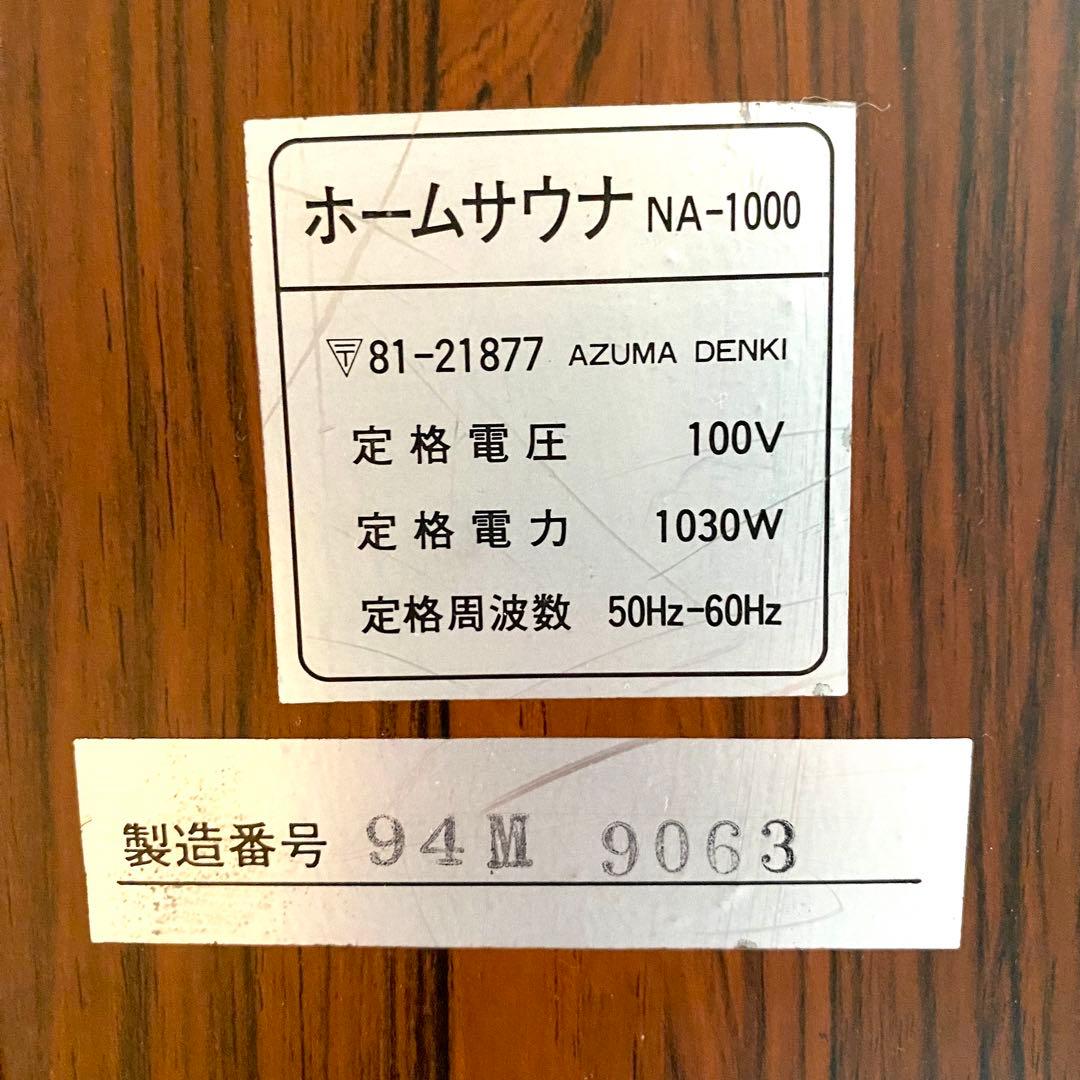 ホームサウナ NA-1000
〒81-21877 AZUMA DENKI
定格電圧 100V
定格電力 1030W
定格周波数 50Hz-60Hz
製造番号 94M 9063